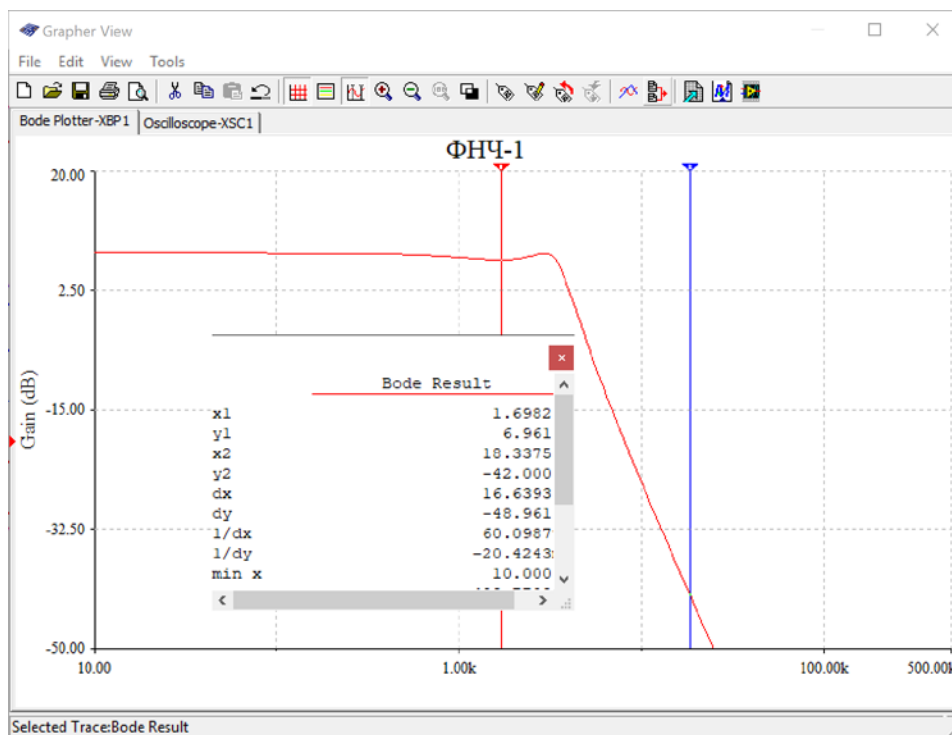 Grapher View
File Edit View Tools
Bode Plotter-XBP1 Oscilloscope-XSC1
ФНЧ-1
20.00
2.50
-15.00
-32.50
-50.00
Gain (dB)
Bode Result
x1 1.6982
y1 6.961
x2 18.3375
y2 -42.000
dx 16.6393
dy -48.961
1/dx 60.0987
1/dy -20.4243
min x 10.000
10.00 1.00k 100.00k 500.00k
Selected Trace:Bode Result